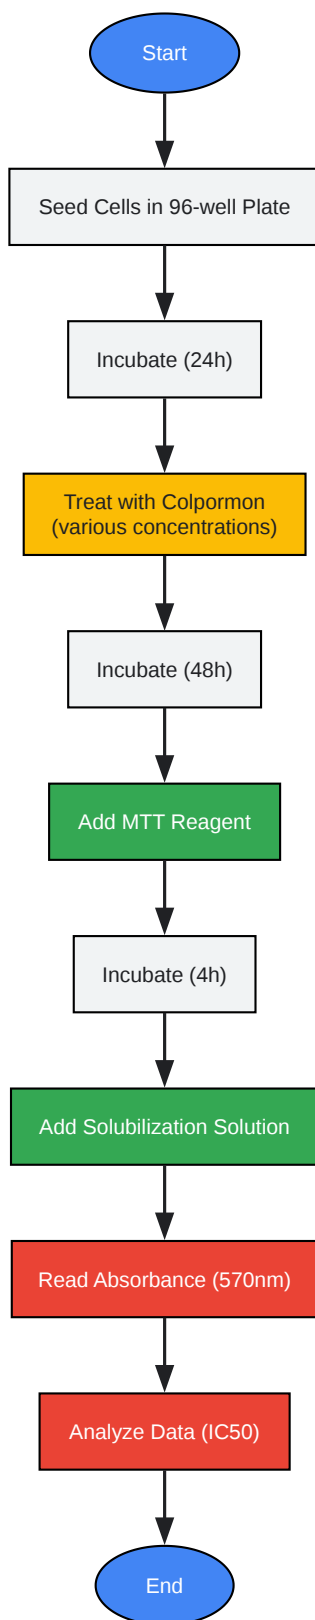 Start
Seed Cells in 96-well Plate
Incubate (24h)
Treat with Colpormon
(various concentrations)
Incubate (48h)
Add MTT Reagent
Incubate (4h)
Add Solubilization Solution
Read Absorbance (570nm)
Analyze Data (IC50)
End